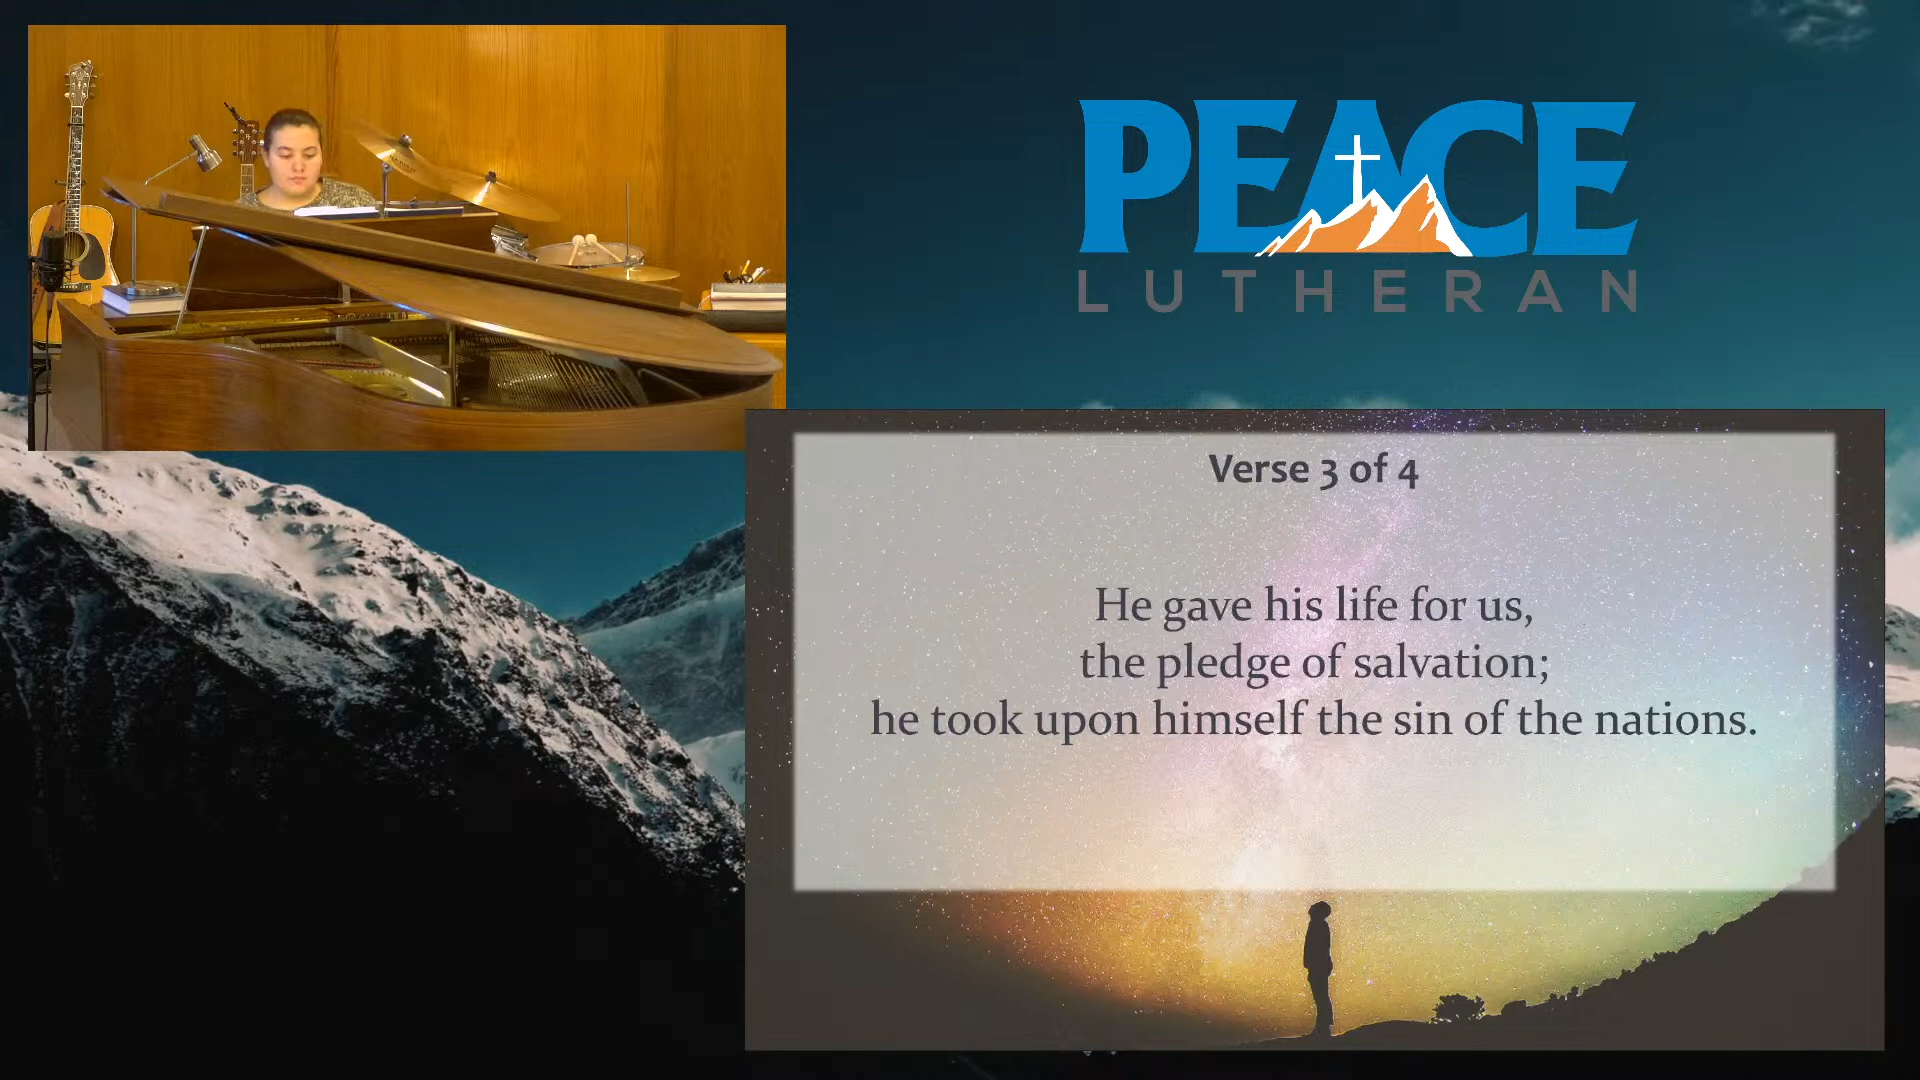 PEACE
LUTHERAN
Verse 3 of 4
He gave his life for us,
the pledge of salvation;
he took upon himself the sin of the nations.